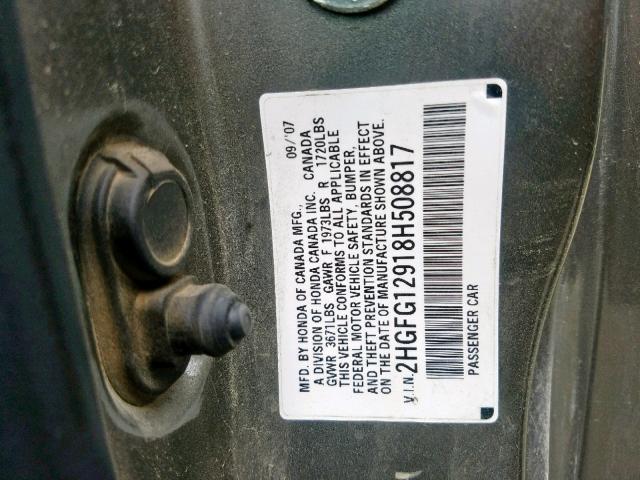 MFD. BY HONDA OF CANADA MFG., 09/'07
A DIVISION OF HONDA CANADA INC. CANADA
GVWR 3671LBS GAWR F 1973LBS R 1720LBS
THIS VEHICLE CONFORMS TO ALL APPLICABLE
FEDERAL MOTOR VEHICLE SAFETY, BUMPER,
AND THEFT PREVENTION STANDARDS IN EFFECT
ON THE DATE OF MANUFACTURE SHOWN ABOVE.
V.I.N. 2HGFG12918H508817
PASSENGER CAR